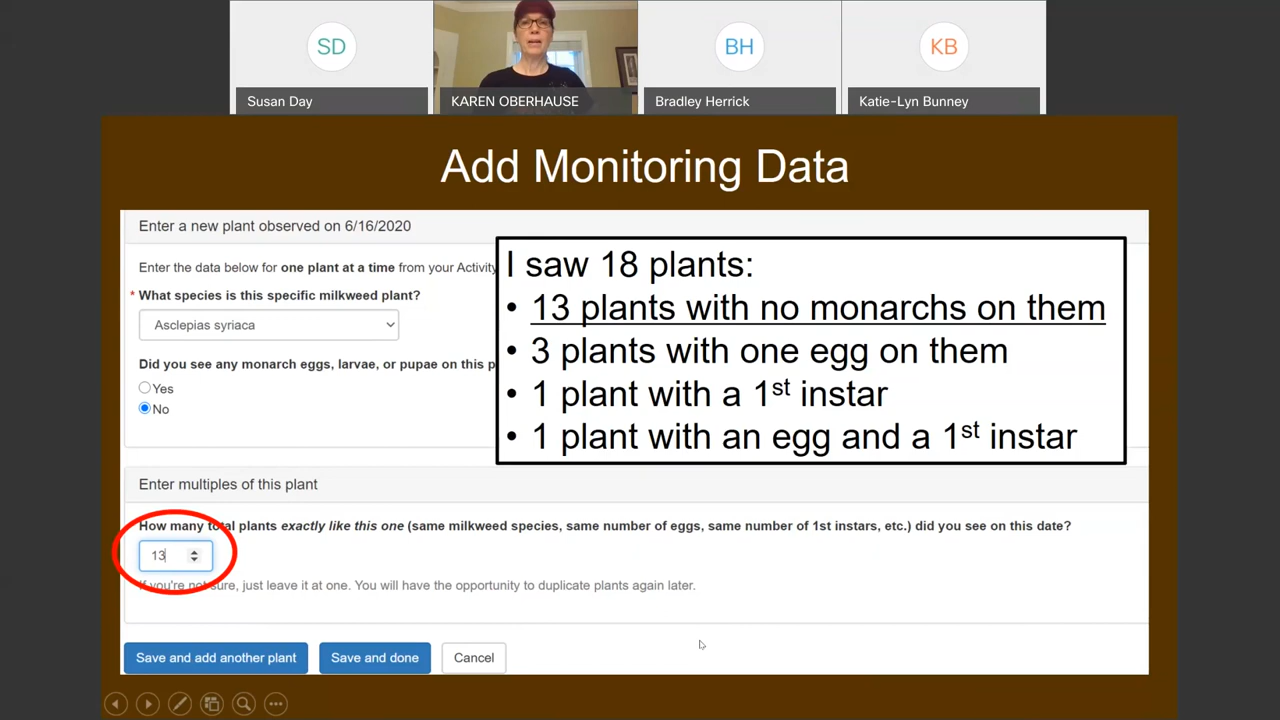 SD
BH
KB
Susan Day
KAREN OBERHAUSE
Bradley Herrick
Katie-Lyn Bunney
Add Monitoring Data
Enter a new plant observed on 6/16/2020
Enter the data below for one plant at a time from your Activity
* What species is this specific milkweed plant?
Asclepias syriaca
Did you see any monarch eggs, larvae, or pupae on this p
Yes
No
I saw 18 plants:
• 13 plants with no monarchs on them
• 3 plants with one egg on them
• 1 plant with a 1st instar
• 1 plant with an egg and a 1st instar
Enter multiples of this plant
How many total plants exactly like this one (same milkweed species, same number of eggs, same number of 1st instars, etc.) did you see on this date?
13
If you're not sure, just leave it at one. You will have the opportunity to duplicate plants again later.
Save and add another plant
Save and done
Cancel